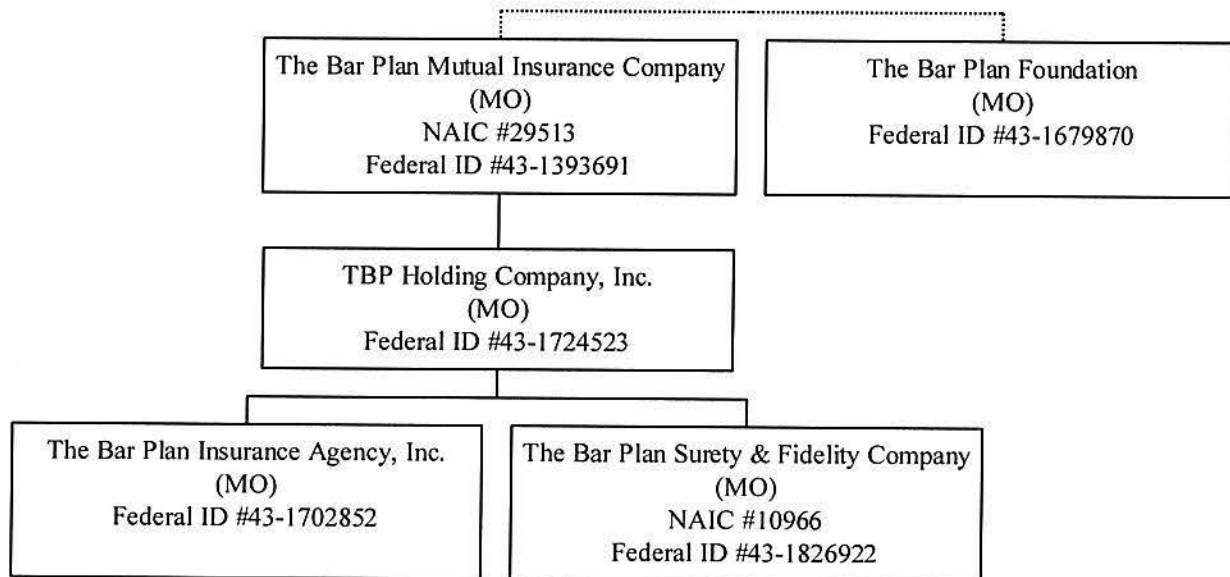 The Bar Plan Mutual Insurance Company
(MO)
NAIC #29513
Federal ID #43-1393691
The Bar Plan Foundation
(MO)
Federal ID #43-1679870
TBP Holding Company, Inc.
(MO)
Federal ID #43-1724523
The Bar Plan Insurance Agency, Inc.
(MO)
Federal ID #43-1702852
The Bar Plan Surety & Fidelity Company
(MO)
NAIC #10966
Federal ID #43-1826922